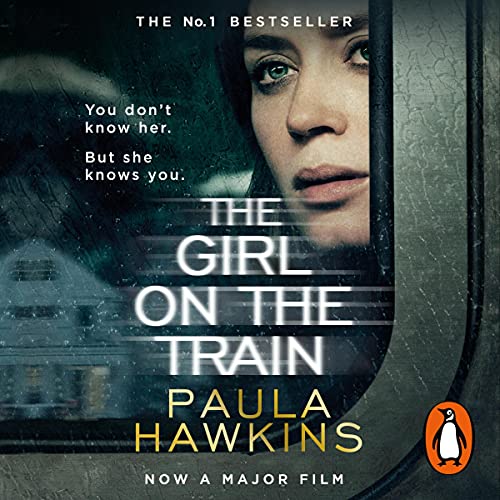 THE No.1 BESTSELLER
You don't
know her.
But she
knows you.
THE
GIRL
ON THE
TRAIN
PAULA
HAWKINS
NOW A MAJOR FILM